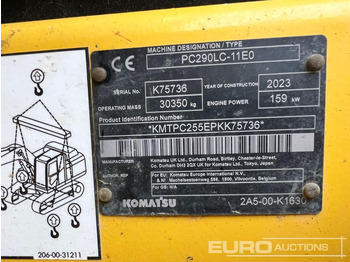 MACHINE DESIGNATION / TYPE
CE PC290LC-11E0
SERIAL No. K75736 YEAR OF CONSTRUCTION 2023
OPERATING MASS 30350 kg ENGINE POWER 159 kW
Product Identification Number
*KMTPC255EPKK75736*
Komatsu UK Ltd., Durham Road, Birtley, Chester-le-Street,
Co. Durham DH3 2QX UK for Komatsu Ltd., Tokyo, Japan
For EU: Komatsu Europe International N.V.
Mechelsesteenweg 586, 1800, Vilvoorde, Belgium
For GB: N/A
KOMATSU 2A5-00-K1630
206-00-31211
EURO
AUCTIONS